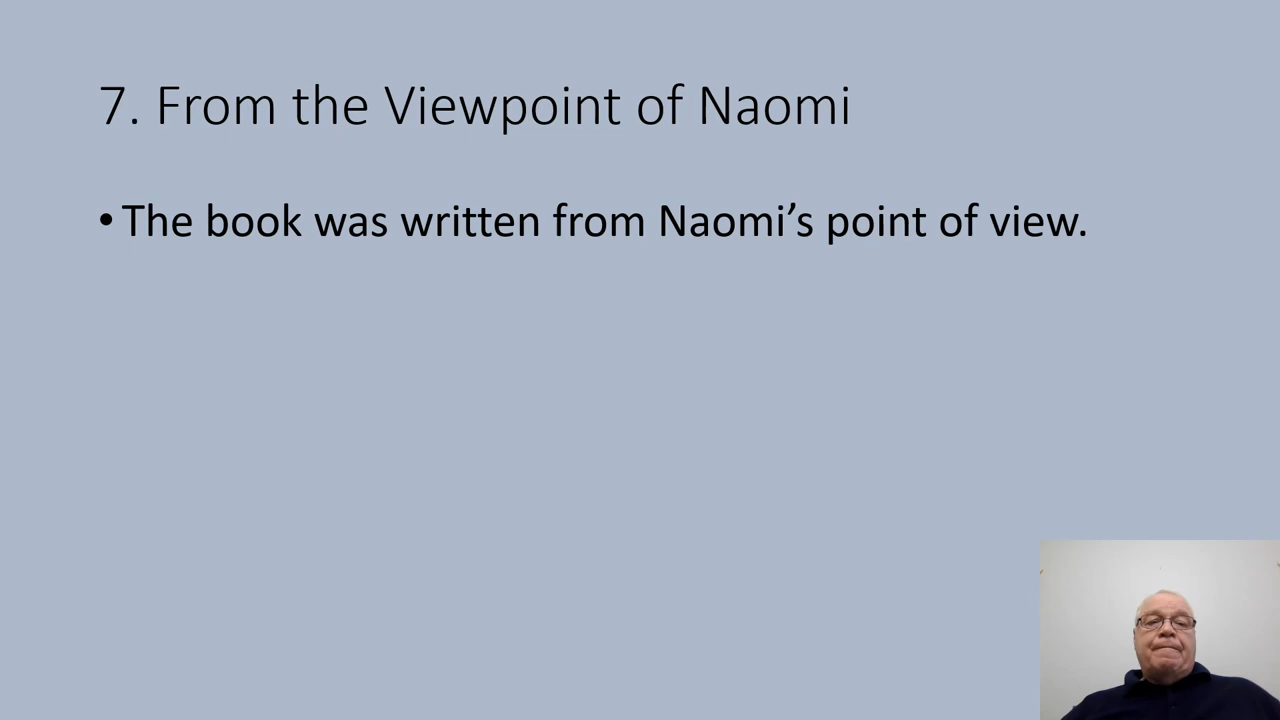 7. From the Viewpoint of Naomi
• The book was written from Naomi’s point of view.